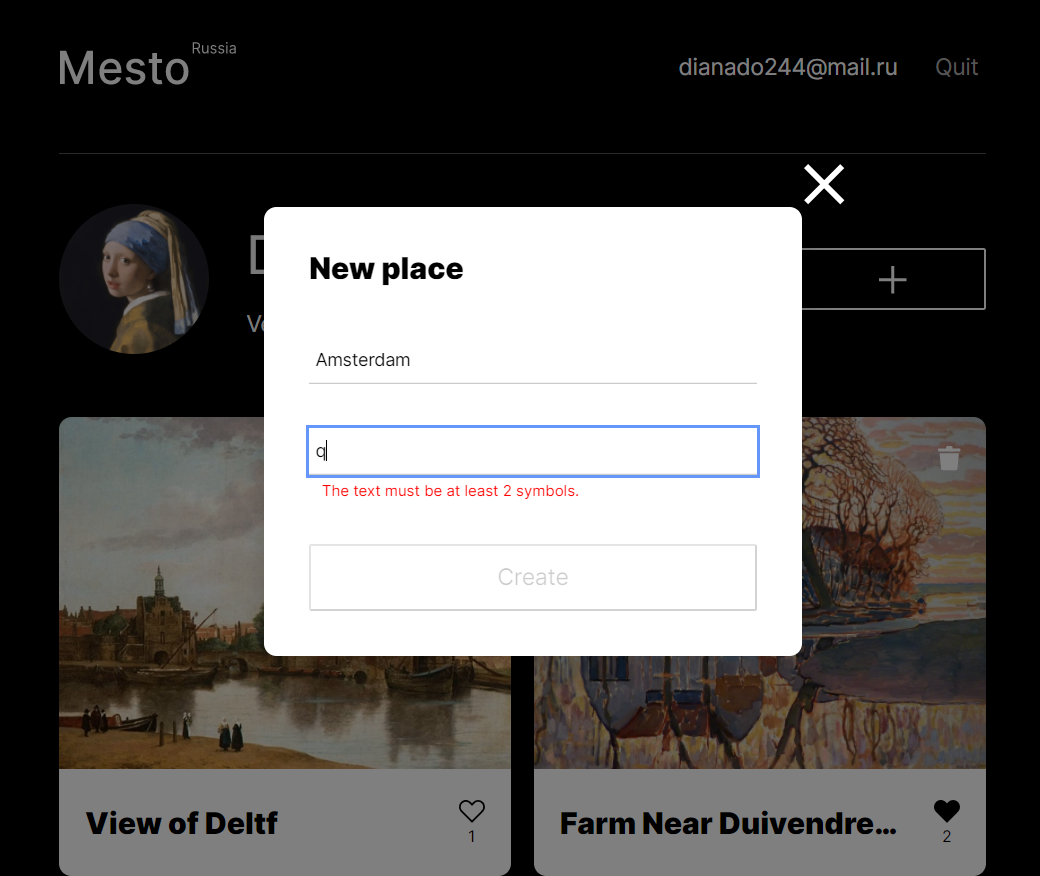 Mesto Russia
dianado244@mail.ru Quit
New place
Amsterdam
q
The text must be at least 2 symbols.
Create
View of Deltf
1
Farm Near Duivendre...
2